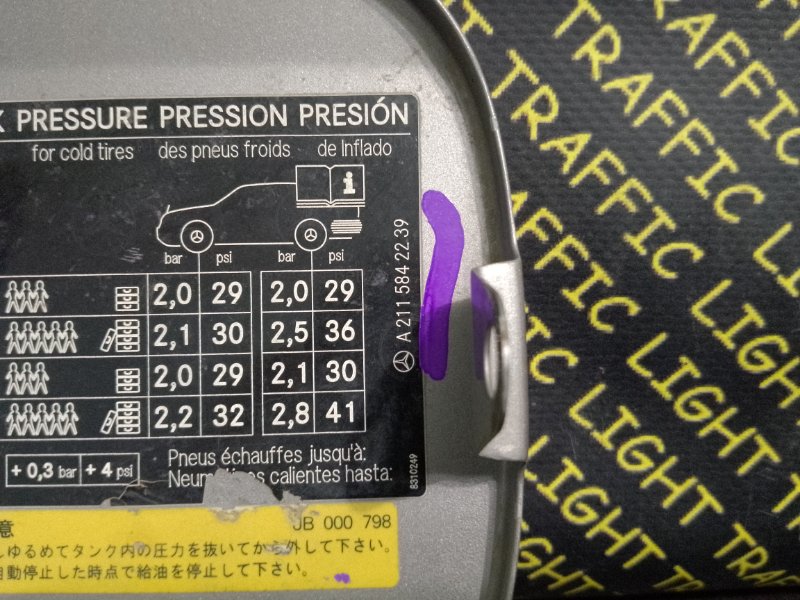 PRESSURE PRESSION PRESIÓN
for cold tires des pneus froids de Inflado
i
bar psi bar psi
2,0 29 2,0 29
2,1 30 2,5 36
2,0 29 2,1 30
2,2 32 2,8 41
+ 0,3 bar + 4 psi
Pneus échauffes jusqu'à:
calientes hasta:
A 211 584 22 39
8310249
意
JB 000 798
ゆるめてタンク内の圧力を抜いてから外して下さい。
自動停止した時点で給油を停止して下さい。
TRAFFIC LIGHT TRAFFIC LIGHT
TRAFFIC LIGHT
TRAFFIC LIGHT
TRAFFIC LIGHT